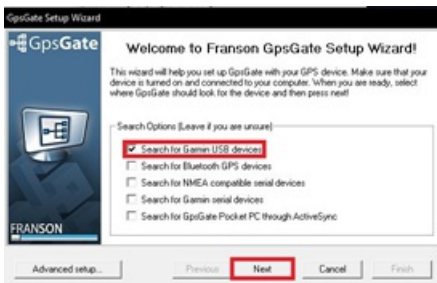 GpsGate Setup Wizard
GpsGate
Welcome to Franson GpsGate Setup Wizard!
This wizard will help you set up GpsGate with your GPS device. Make sure that your
device is turned on and connected to your computer. When you are ready, select
where GpsGate should look for the device and then press next!
Search Options (Leave if you are unsure)
Search for Garmin USB devices
Search for Bluetooth GPS devices
Search for NMEA compatible serial devices
Search for Garmin serial devices
Search for GpsGate Pocket PC through ActiveSync
FRANSON
Advanced setup...
Previous
Next
Cancel
Finish